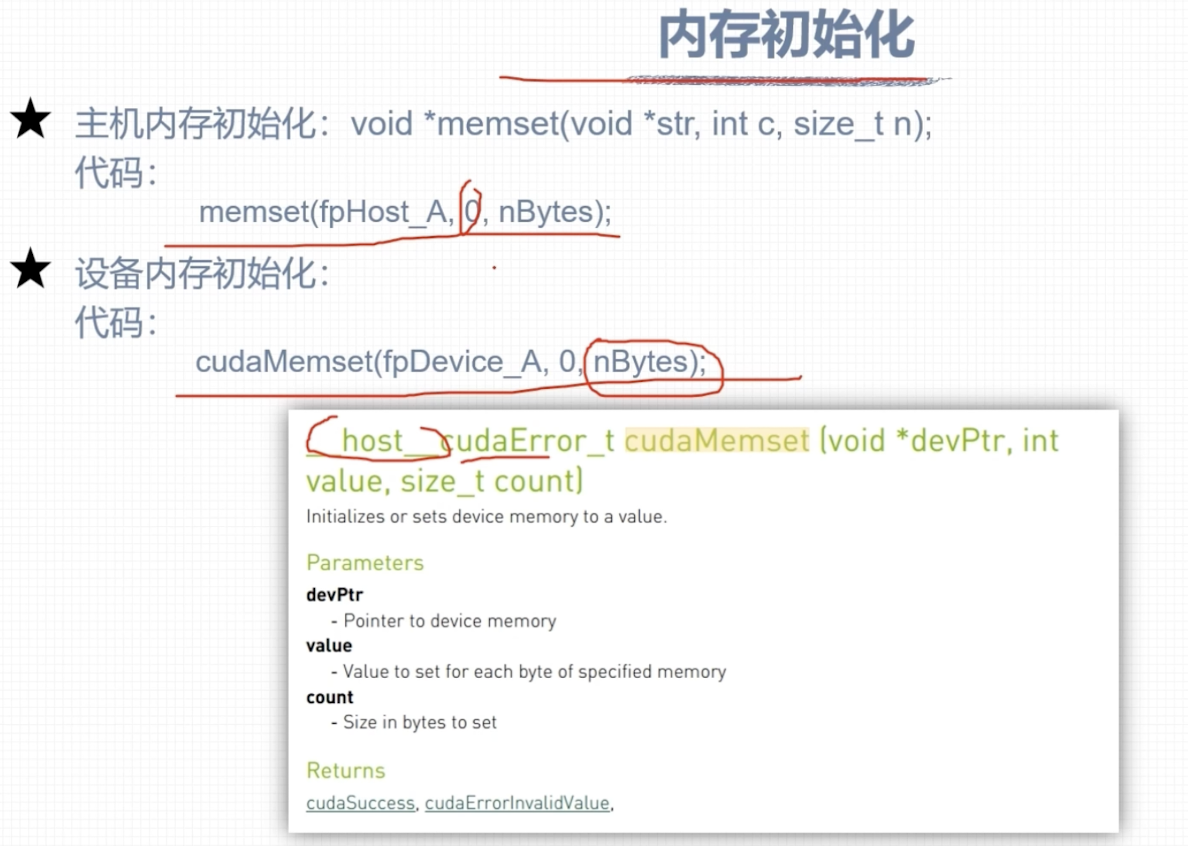 内存初始化
★ 主机内存初始化：void *memset(void *str, int c, size_t n);
代码：
memset(fpHost_A, 0, nBytes);
★ 设备内存初始化：
代码：
cudaMemset(fpDevice_A, 0, nBytes);
__host__cudaError_t cudaMemset (void *devPtr, int
value, size_t count)
Initializes or sets device memory to a value.
Parameters
devPtr
- Pointer to device memory
value
- Value to set for each byte of specified memory
count
- Size in bytes to set
Returns
cudaSuccess, cudaErrorInvalidValue,